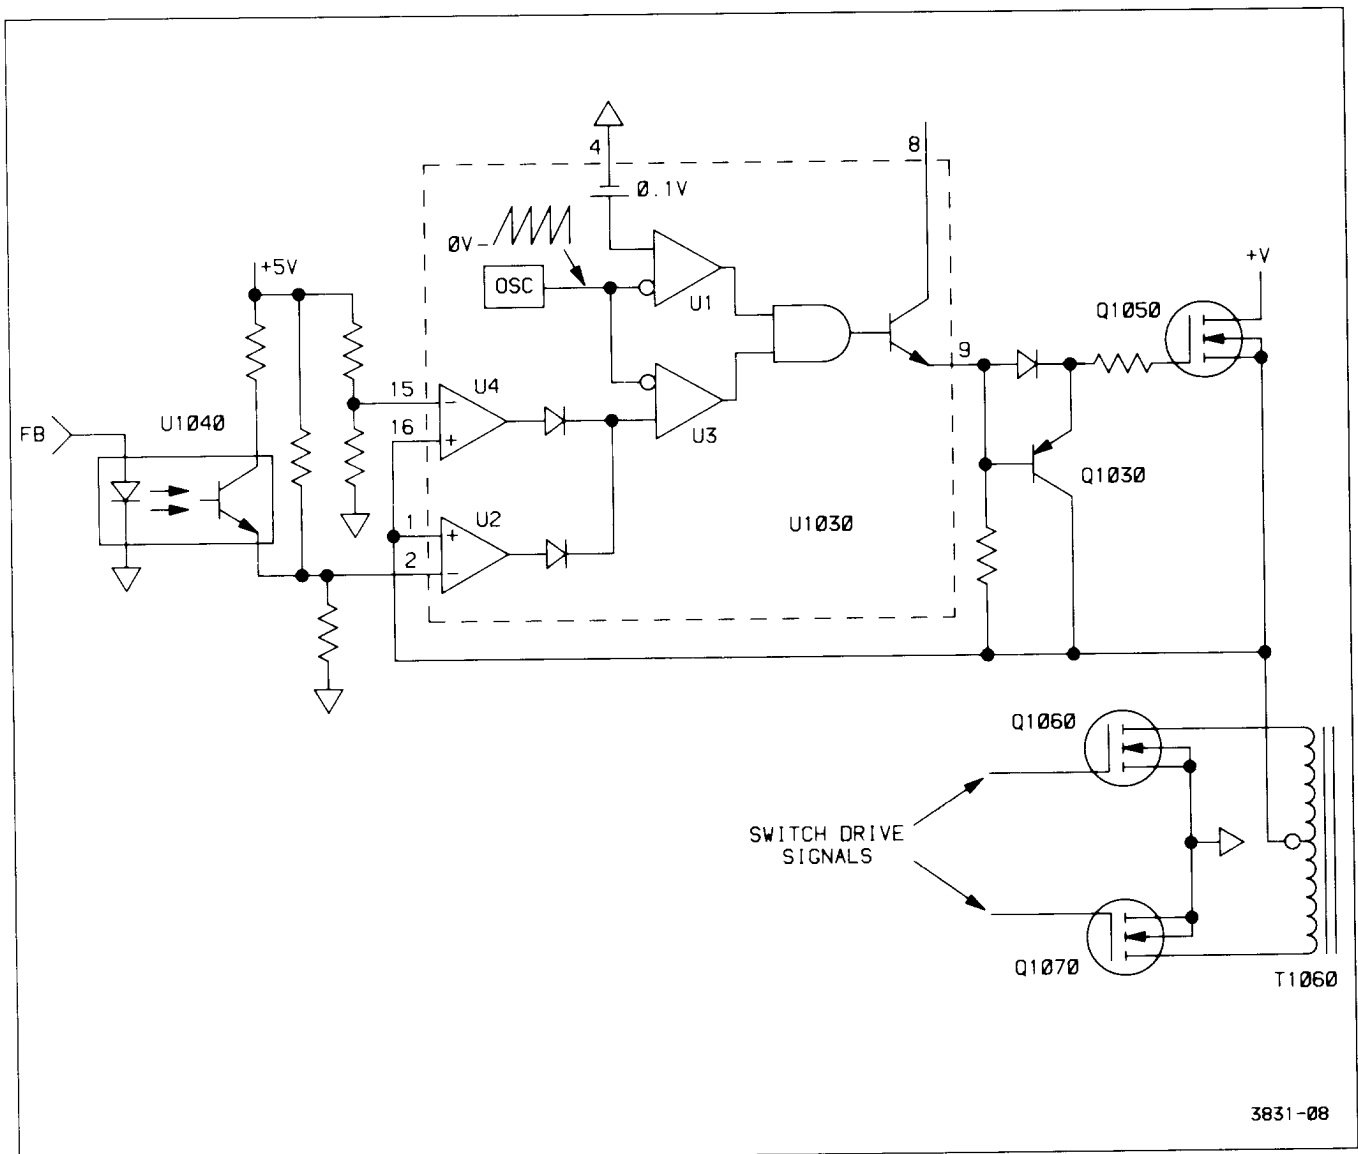 4
8
0.1V
0V-
+5V
OSC
U1
+V
Q1050
9
15
U4
16
U3
FB
U1040
Q1030
-
+
1
U2
U1030
+
2
-
Q1060
SWITCH DRIVE
SIGNALS
Q1070
T1060
3831-08